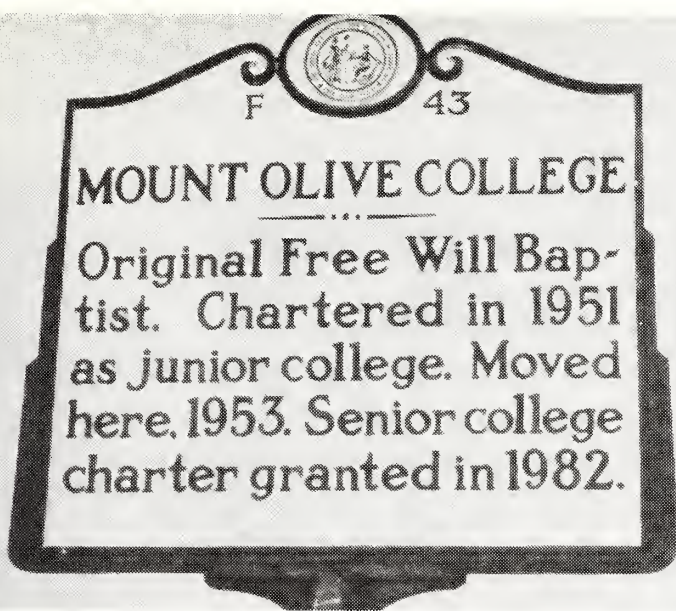 F 43
MOUNT OLIVE COLLEGE
Original Free Will Bap-
tist. Chartered in 1951
as junior college. Moved
here, 1953. Senior college
charter granted in 1982.